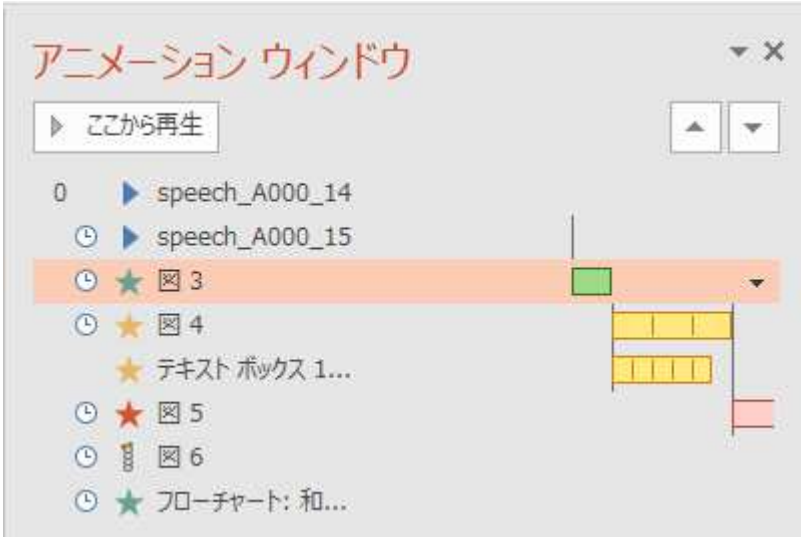 アニメーション ウィンドウ
ここから再生
0 speech_A000_14
speech_A000_15
図 3
図 4
テキスト ボックス 1...
図 5
図 6
フローチャート: 和...